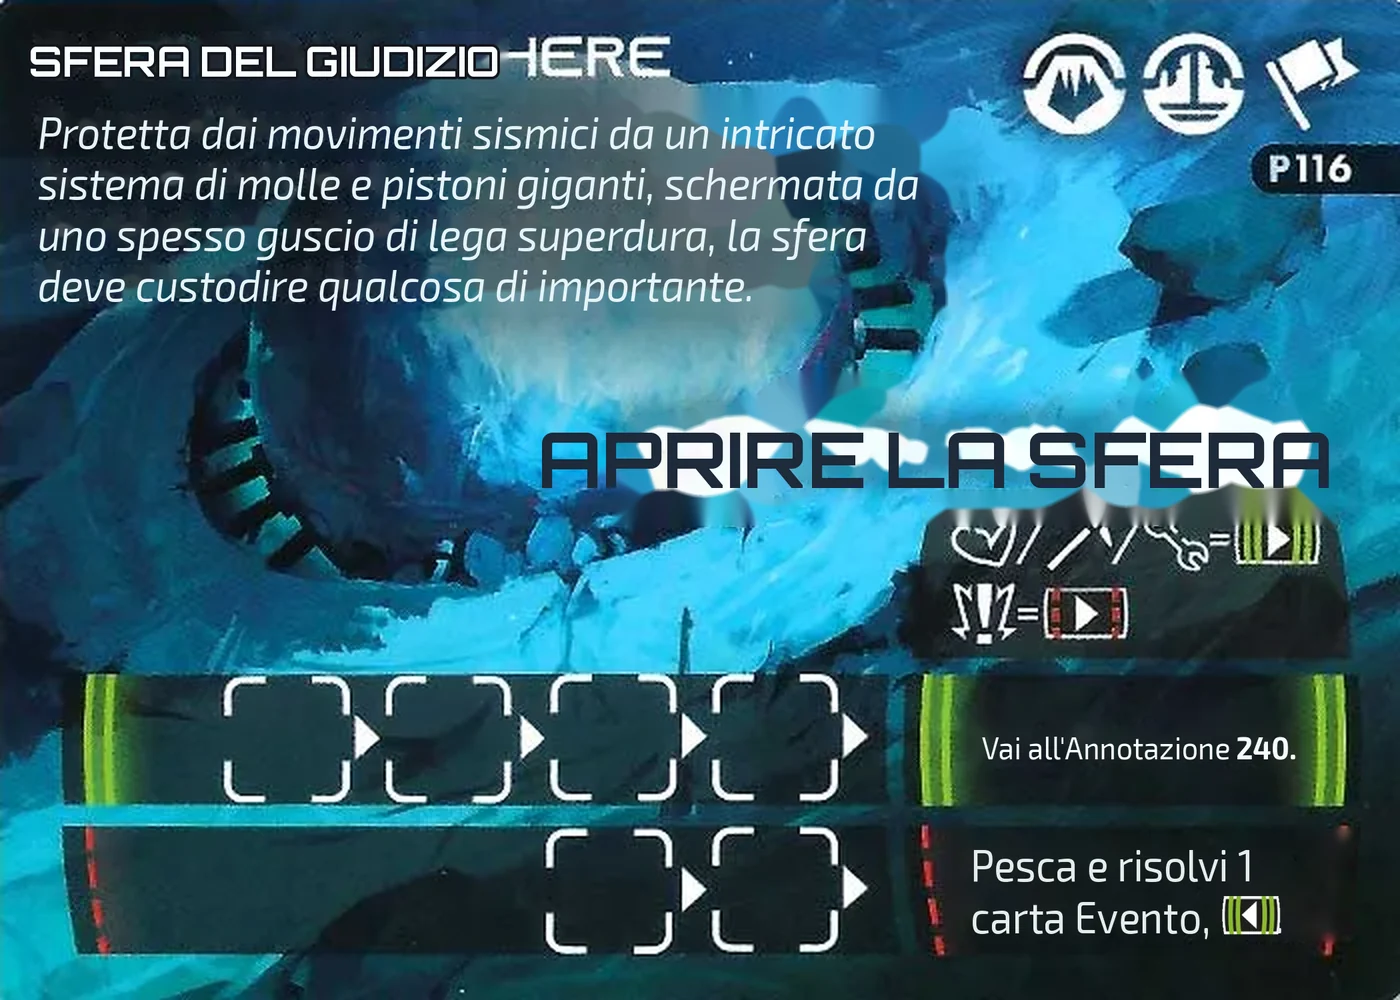 SFERA DEL GIUDIZIO HERE
P116
Protetta dai movimenti sismici da un intricato
sistema di molle e pistoni giganti, schermata da
uno spesso guscio di lega superdura, la sfera
deve custodire qualcosa di importante.
APRIRE LA SFERA
Vai all'Annotazione 240.
Pesca e risolvi 1
carta Evento,